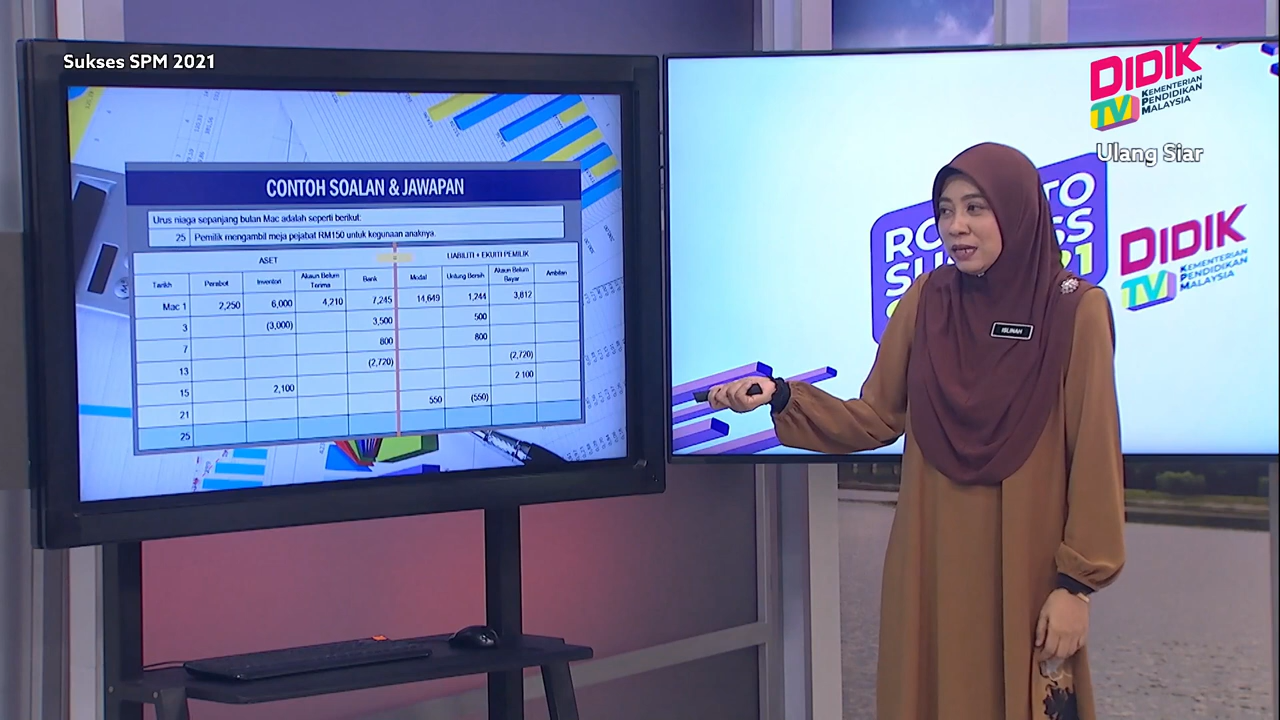 Sukses SPM 2021
DIDIK
TV KEMENTERIAN
PENDIDIKAN
MALAYSIA
Ulang Siar
CONTOH SOALAN & JAWAPAN
Urus niaga sepanjang bulan Mac adalah seperti berikut:
25 Pemilik mengambil meja pejabat RM150 untuk kegunaan anaknya.
ASET LIABILITI + EKUITI PEMILIK
Tarikh Perabot Inventori Akaun Belum Terima Bank Modal Untung Bersih Akaun Belum Bayar Ambilan
Mac 1 2,250 6,000 4,210 7,245 14,649 1,244 3,812
3 (3,000) 3,500 500
7 800 800
13 (2,720) (2,720)
15 2,100 2 100
21 550 (550)
25
TO
SS
21
DIDIK
TV KEMENTERIAN
PENDIDIKAN
MALAYSIA
ISLINAH